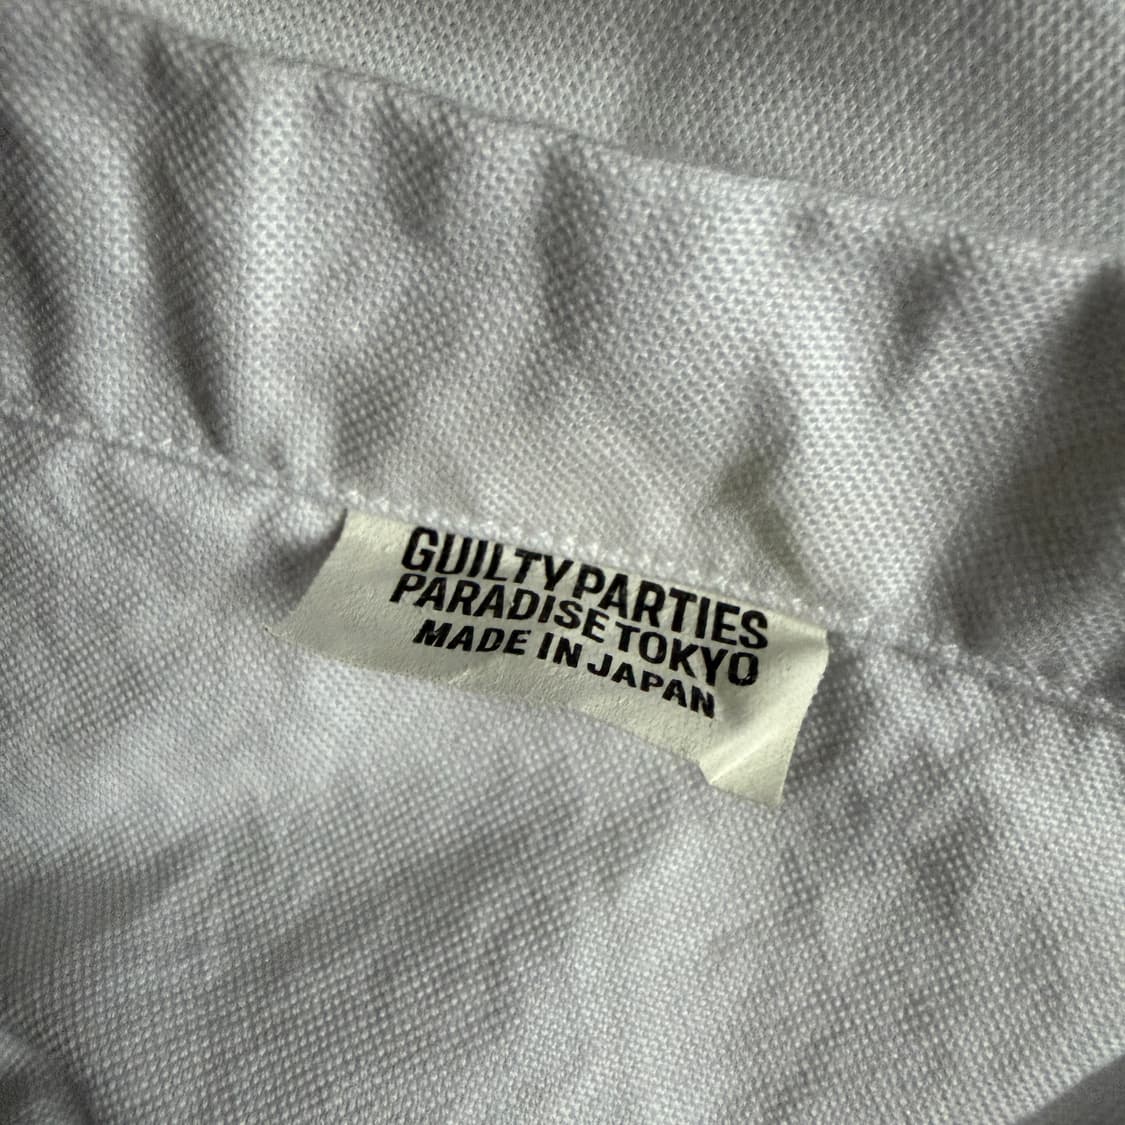 GUILTY PARTIES
PARADISE TOKYO
MADE IN JAPAN